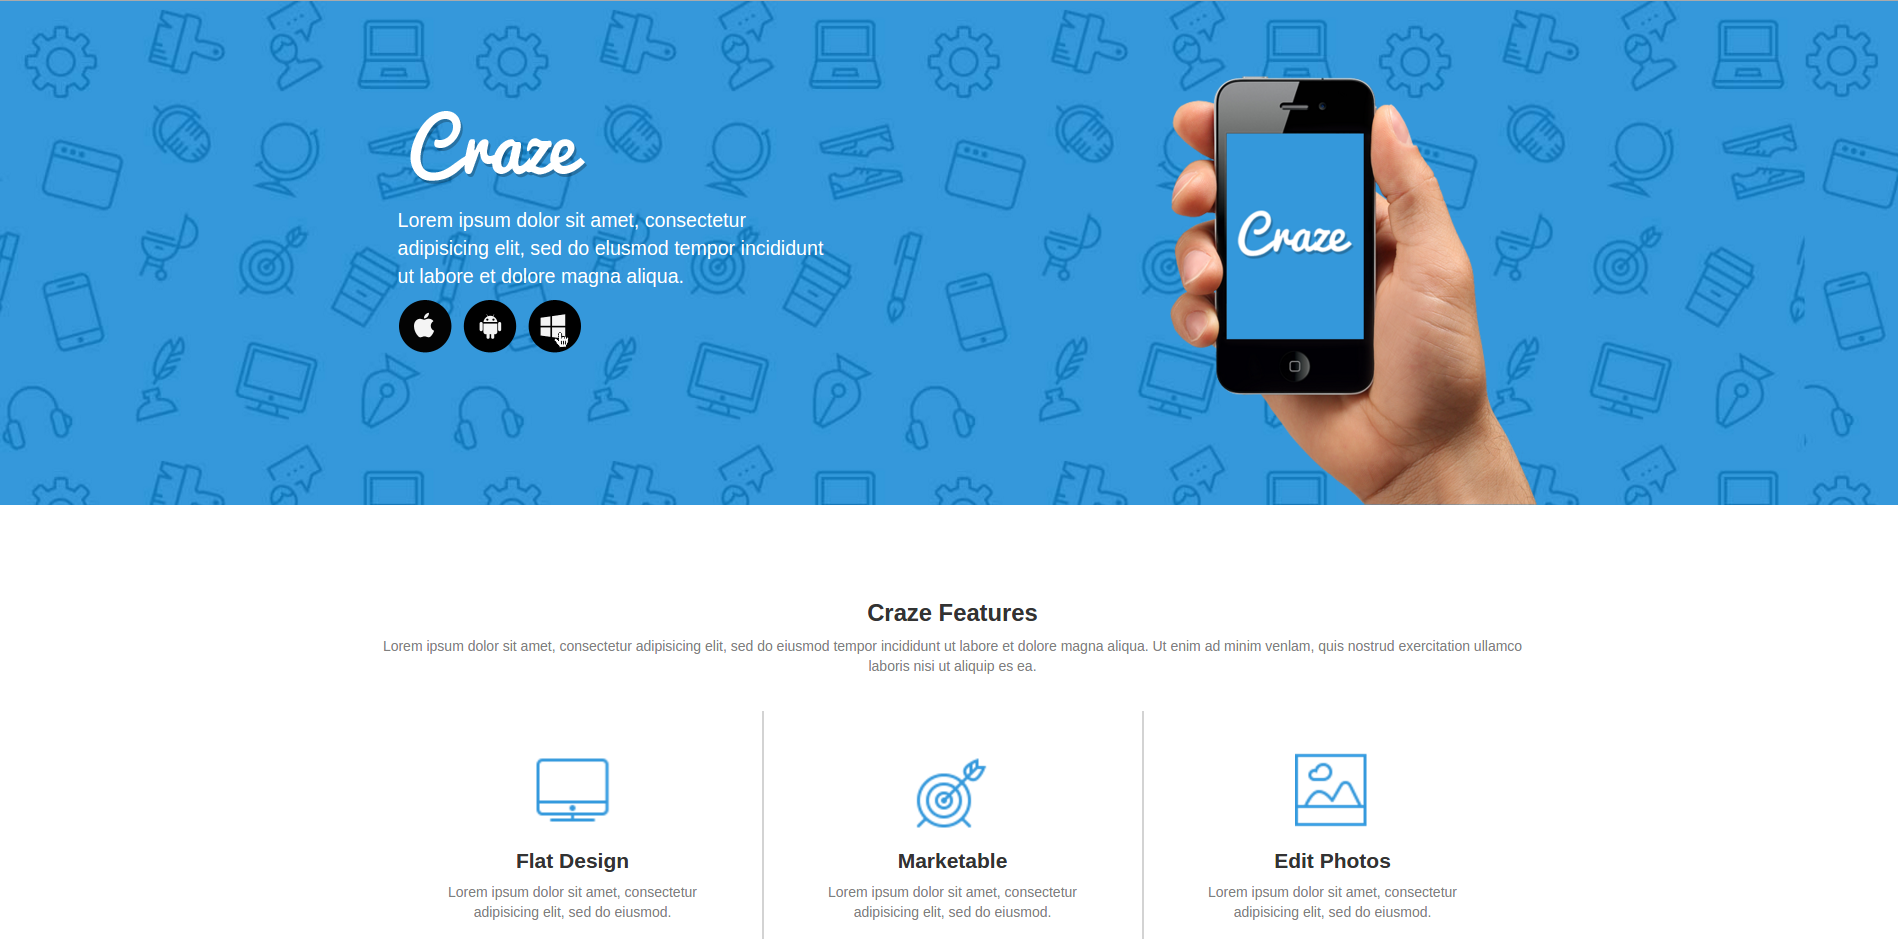 Craze
Lorem ipsum dolor sit amet, consectetur
adipisicing elit, sed do elusmod tempor incididunt
ut labore et dolore magna aliqua.
Craze
Craze Features
Lorem ipsum dolor sit amet, consectetur adipisicing elit, sed do eiusmod tempor incididunt ut labore et dolore magna aliqua. Ut enim ad minim venlam, quis nostrud exercitation ullamco
laboris nisi ut aliquip es ea.
Flat Design
Lorem ipsum dolor sit amet, consectetur
adipisicing elit, sed do eiusmod.
Marketable
Lorem ipsum dolor sit amet, consectetur
adipisicing elit, sed do eiusmod.
Edit Photos
Lorem ipsum dolor sit amet, consectetur
adipisicing elit, sed do eiusmod.